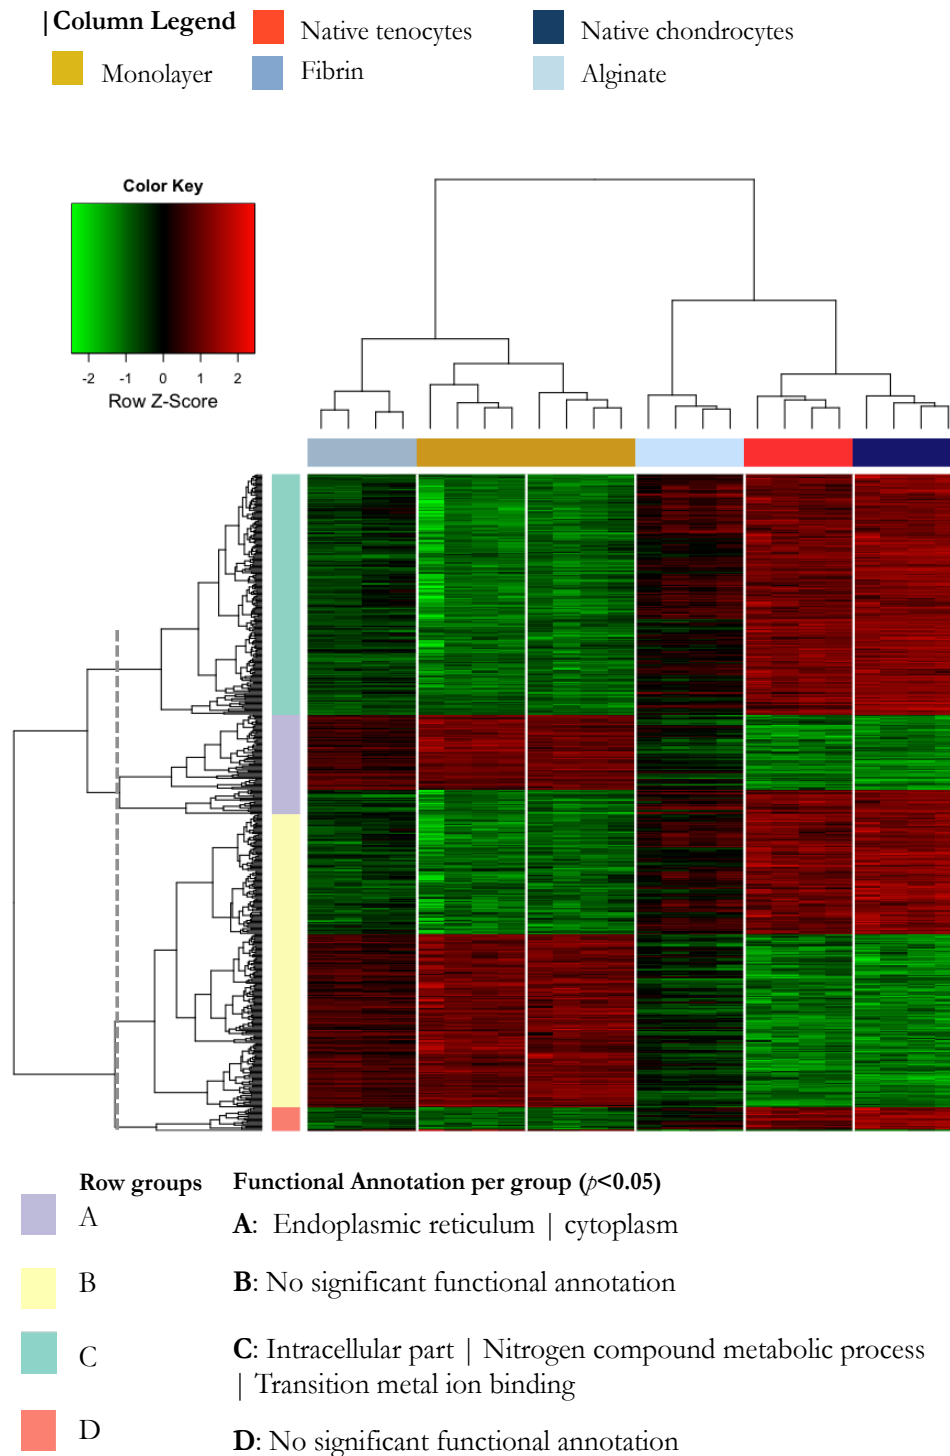 |Column Legend
Native tenocytes
Native chondrocytes
Monolayer
Fibrin
Alginate
Color Key
-2 -1 0 1 2
Row Z-Score
Row groups
Functional Annotation per group (p<0.05)
A
A: Endoplasmic reticulum | cytoplasm
B
B: No significant functional annotation
C
C: Intracellular part | Nitrogen compound metabolic process
| Transition metal ion binding
D
D: No significant functional annotation